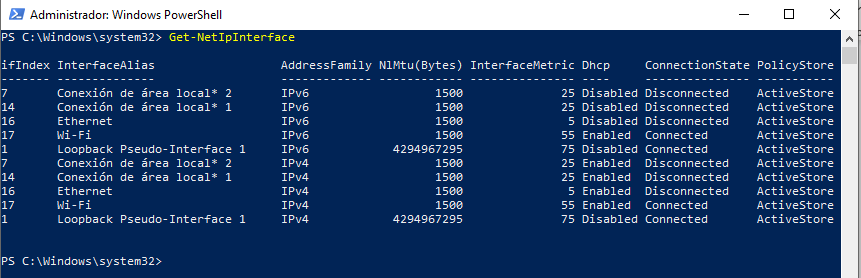 Administrador: Windows PowerShell
PS C:\Windows\system32> Get-NetIpInterface
ifIndex InterfaceAlias                  AddressFamily NlMtu(Bytes) InterfaceMetric Dhcp     ConnectionState PolicyStore
------- --------------                  ------------- ------------ --------------- ----     --------------- -----------
7       Conexión de área local* 2       IPv6                  1500              25 Disabled Disconnected    ActiveStore
14      Conexión de área local* 1       IPv6                  1500              25 Disabled Disconnected    ActiveStore
16      Ethernet                        IPv6                  1500               5 Disabled Disconnected    ActiveStore
17      Wi-Fi                           IPv6                  1500              55 Enabled  Connected       ActiveStore
1       Loopback Pseudo-Interface 1     IPv6            4294967295              75 Disabled Connected       ActiveStore
7       Conexión de área local* 2       IPv4                  1500              25 Enabled  Disconnected    ActiveStore
14      Conexión de área local* 1       IPv4                  1500              25 Enabled  Disconnected    ActiveStore
16      Ethernet                        IPv4                  1500               5 Enabled  Disconnected    ActiveStore
17      Wi-Fi                           IPv4                  1500              55 Enabled  Connected       ActiveStore
1       Loopback Pseudo-Interface 1     IPv4            4294967295              75 Disabled Connected       ActiveStore
PS C:\Windows\system32>